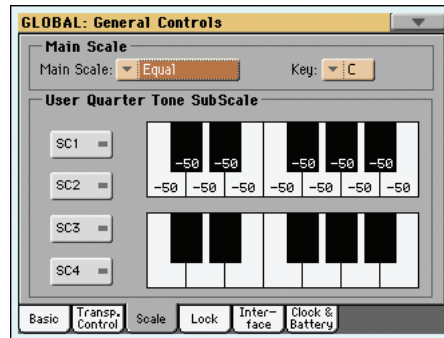 GLOBAL: General Controls
Main Scale
Main Scale: Equal Key: C
User Quarter Tone SubScale
SC1
-50 -50 -50 -50 -50
SC2
-50 -50 -50 -50 -50 -50 -50
SC3
SC4
Basic Transp. Control Scale Lock Inter- face Clock & Battery